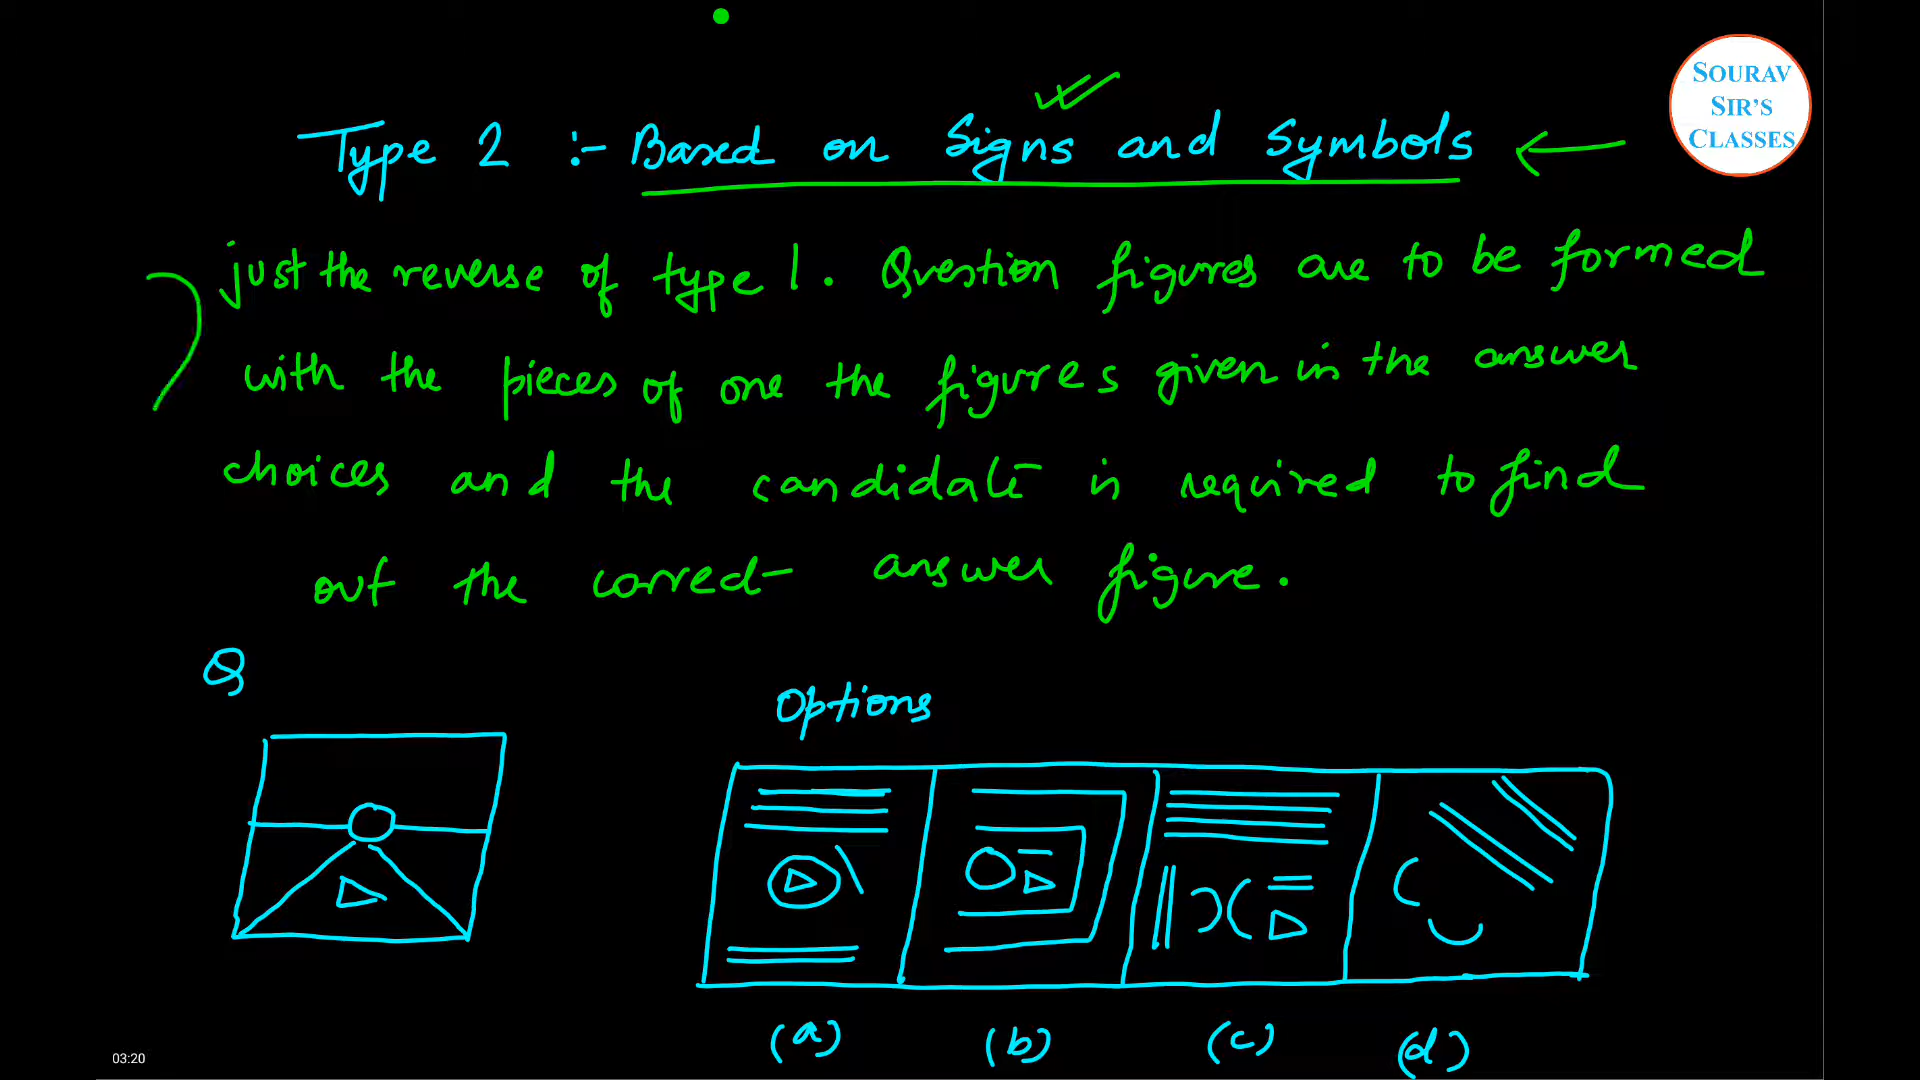 SOURAV
SIR'S
CLASSES
Type 2 :- Based on Signs and Symbols
just the reverse of type 1. Question figures are to be formed
with the pieces of one the figures given in the answer
choices and the candidate is required to find
out the correct answer figure.
Q
Options
(a) (b) (c) (d)
03:20